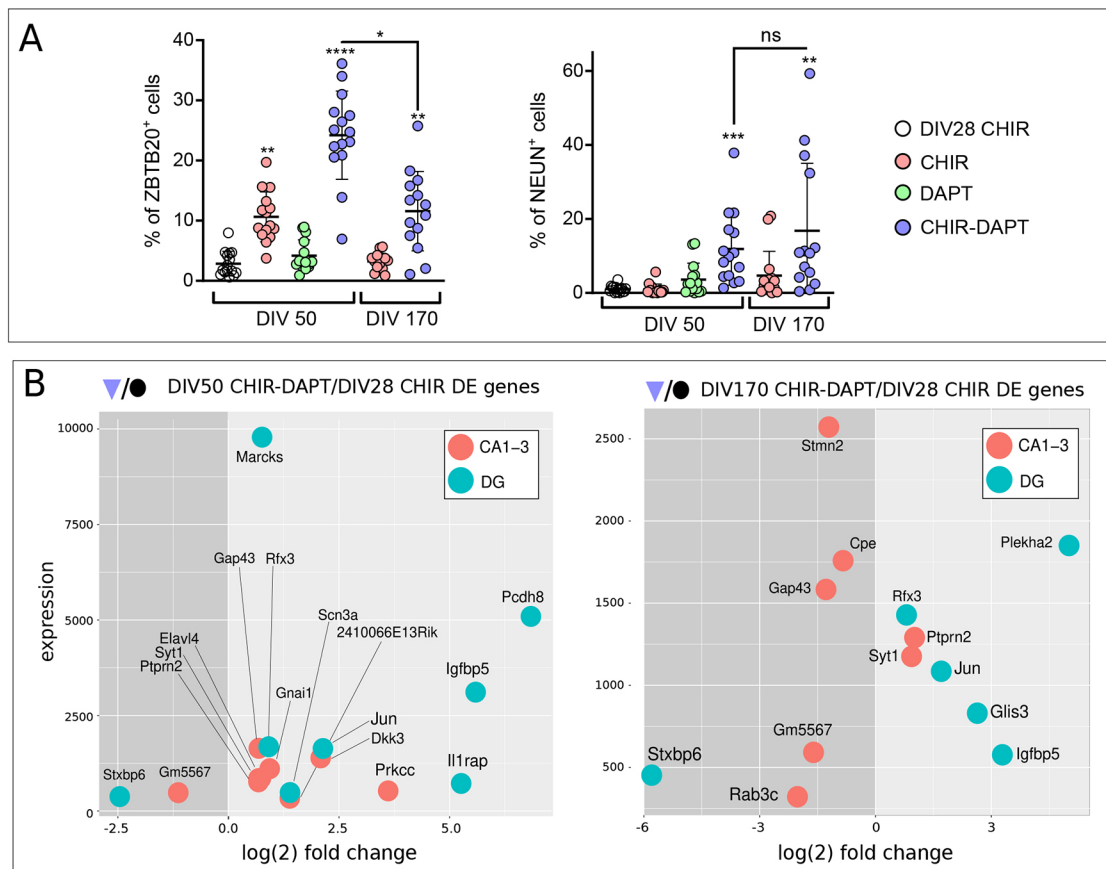 A
% of ZBTB20+ cells
40
30
20
10
0
**
****
*
**
DIV 50
DIV 170
% of NEUN+ cells
60
40
20
0
***
ns
**
DIV 50
DIV 170
DIV28 CHIR
CHIR
DAPT
CHIR-DAPT
B
/ DIV50 CHIR-DAPT/DIV28 CHIR DE genes
expression
10000
7500
5000
2500
0
-2.5
0.0
2.5
5.0
log(2) fold change
CA1-3
DG
Marcks
Gap43
Rfx3
Scn3a
2410066E13Rik
Elavl4
Syt1
Ptprn2
Gnai1
Pcdh8
Igfbp5
Jun
Dkk3
Il1rap
Prkcc
Stxbp6
Gm5567
/ DIV170 CHIR-DAPT/DIV28 CHIR DE genes
2500
2000
1500
1000
500
-6
-3
0
3
log(2) fold change
CA1-3
DG
Stmn2
Cpe
Plekha2
Gap43
Rfx3
Ptprn2
Syt1
Jun
Glis3
Gm5567
Igfbp5
Stxbp6
Rab3c